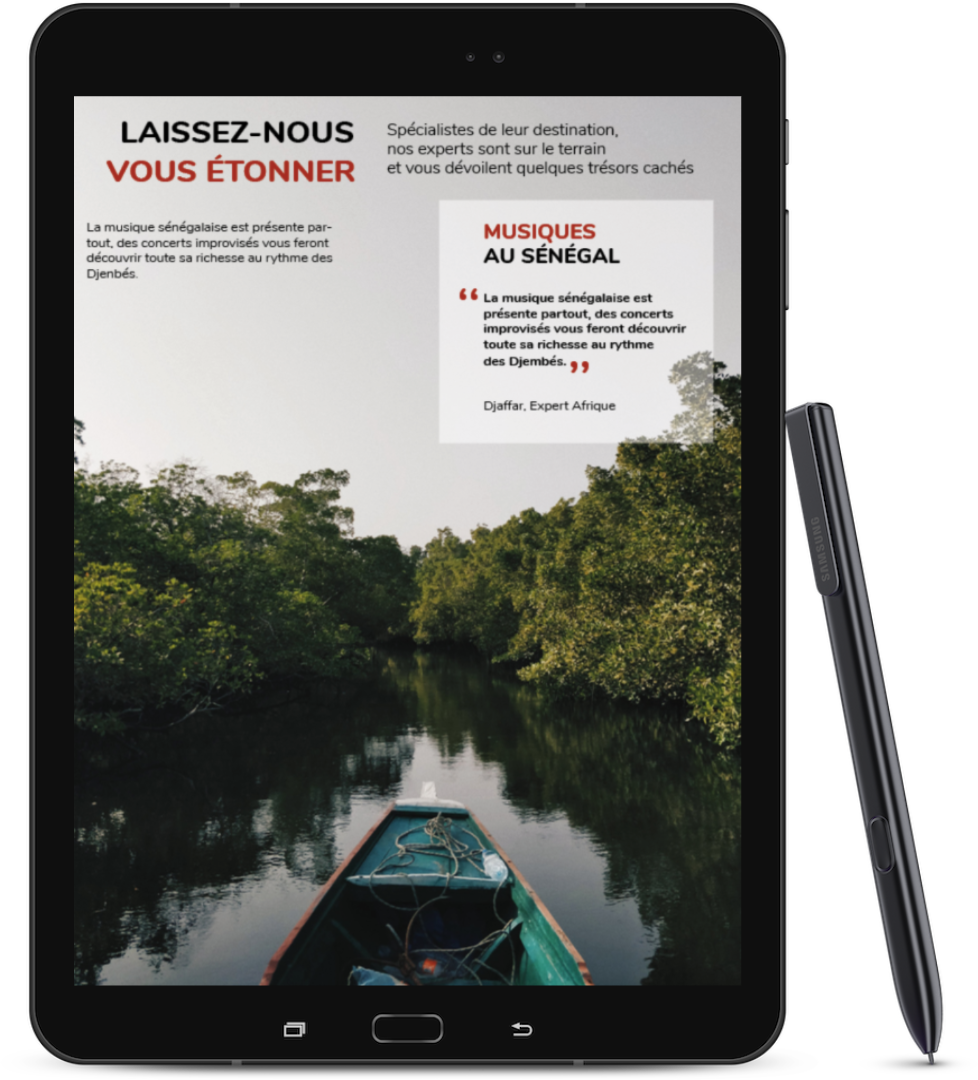 LAISSEZ-NOUS
VOUS ÉTONNER
Spécialistes de leur destination,
nos experts sont sur le terrain
et vous dévoilent quelques trésors cachés
La musique sénégalaise est présente par-
tout, des concerts improvisés vous feront
découvrir toute sa richesse au rythme des
Djenbés.
MUSIQUES
AU SÉNÉGAL
“ La musique sénégalaise est
présente partout, des concerts
improvisés vous feront découvrir
toute sa richesse au rythme
des Djembés. ”
Djaffar, Expert Afrique
SAMSUNG